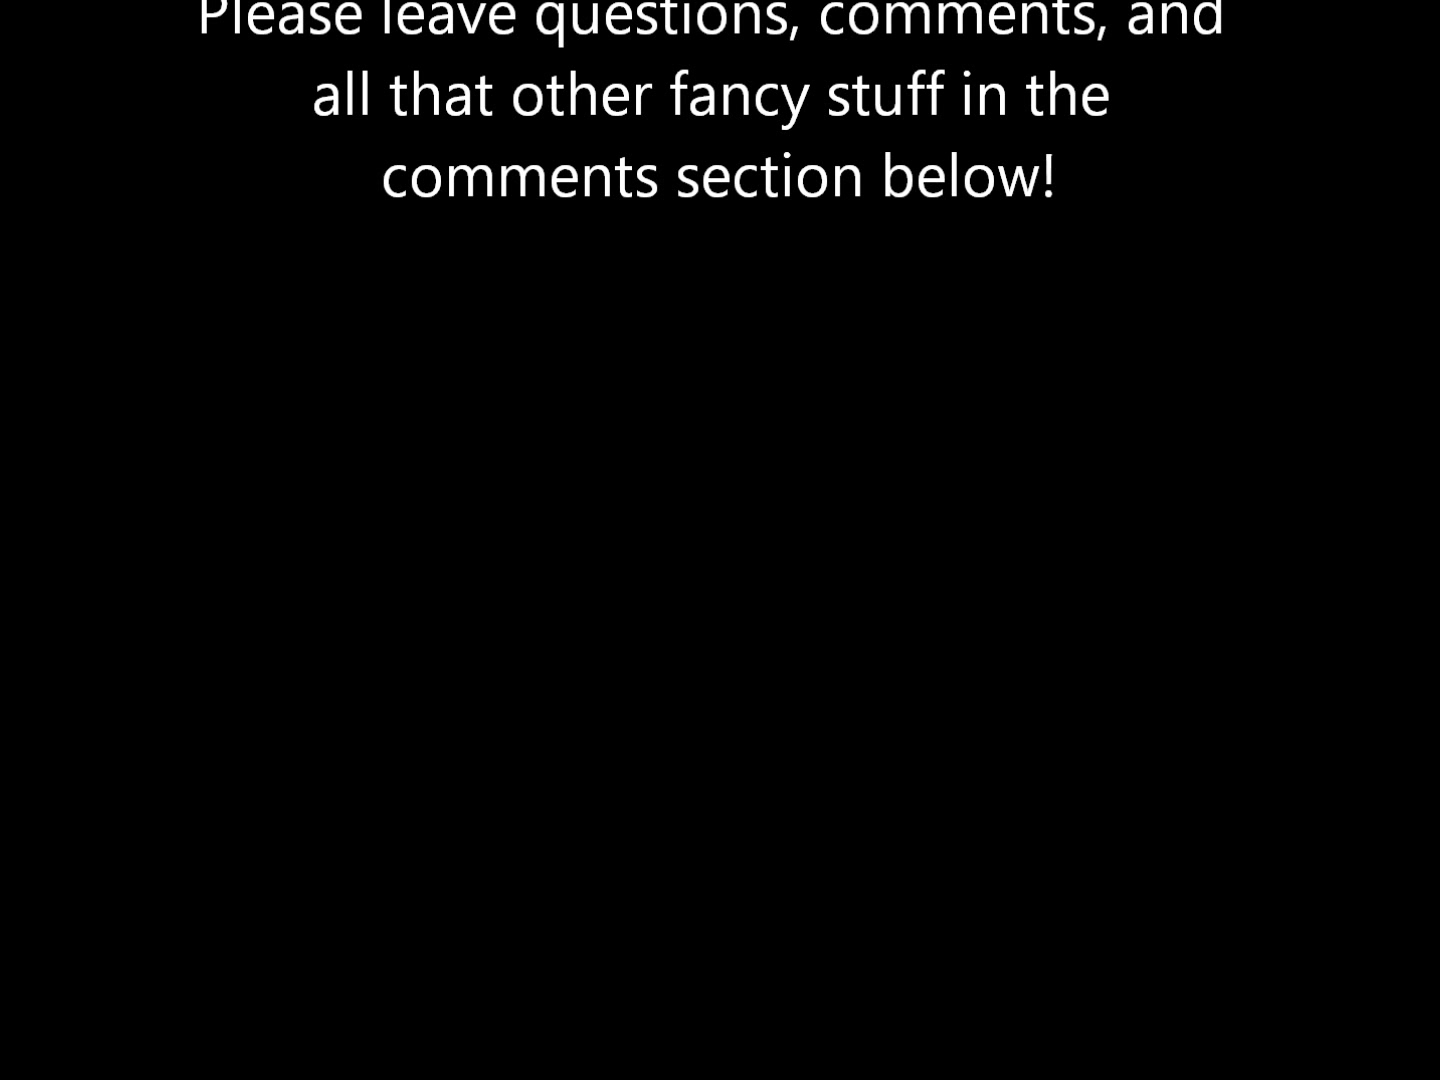 Please leave questions, comments, and
all that other fancy stuff in the
comments section below!